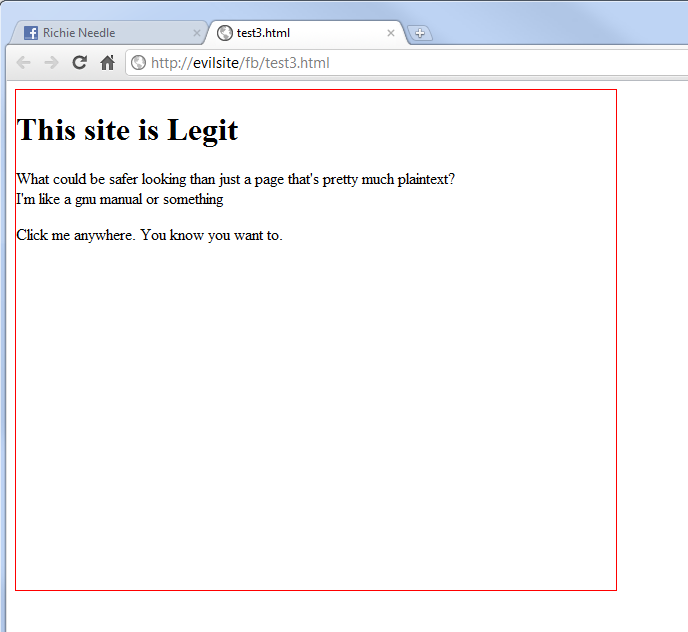 Richie Needle
test3.html
http://evilsite/fb/test3.html
This site is Legit
What could be safer looking than just a page that's pretty much plaintext?
I'm like a gnu manual or something
Click me anywhere. You know you want to.